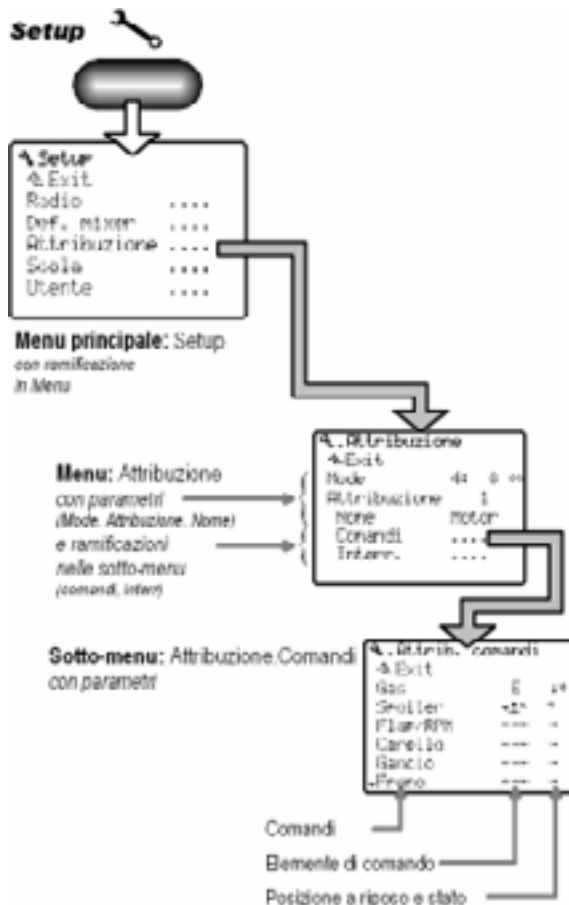 Setup
Setup
Exit
Radio ....
Def. mixer ....
Attribuzione ....
Scola ....
Utente ....
Menu principale: Setup
con ramificazione
in Menu
.Attribuzione
Exit
Mode
Attribuzione 1
Nome Motor
Comandi ....
Interr. ....
Menu: Attribuzione
con parametri
(Mode, Attribuzione, Nome)
e ramificazioni
nelle sotto-menu
(comandi, interr)
Sotto-menu: Attribuzione.Comandi
con parametri
.Attrib. comandi
Exit
Gas E
Spoiler
Flap/RPM --- -
Carello --- -
Gancio --- -
Freno --- -
Comandi
Elemente di comando
Posizione a riposo e stato